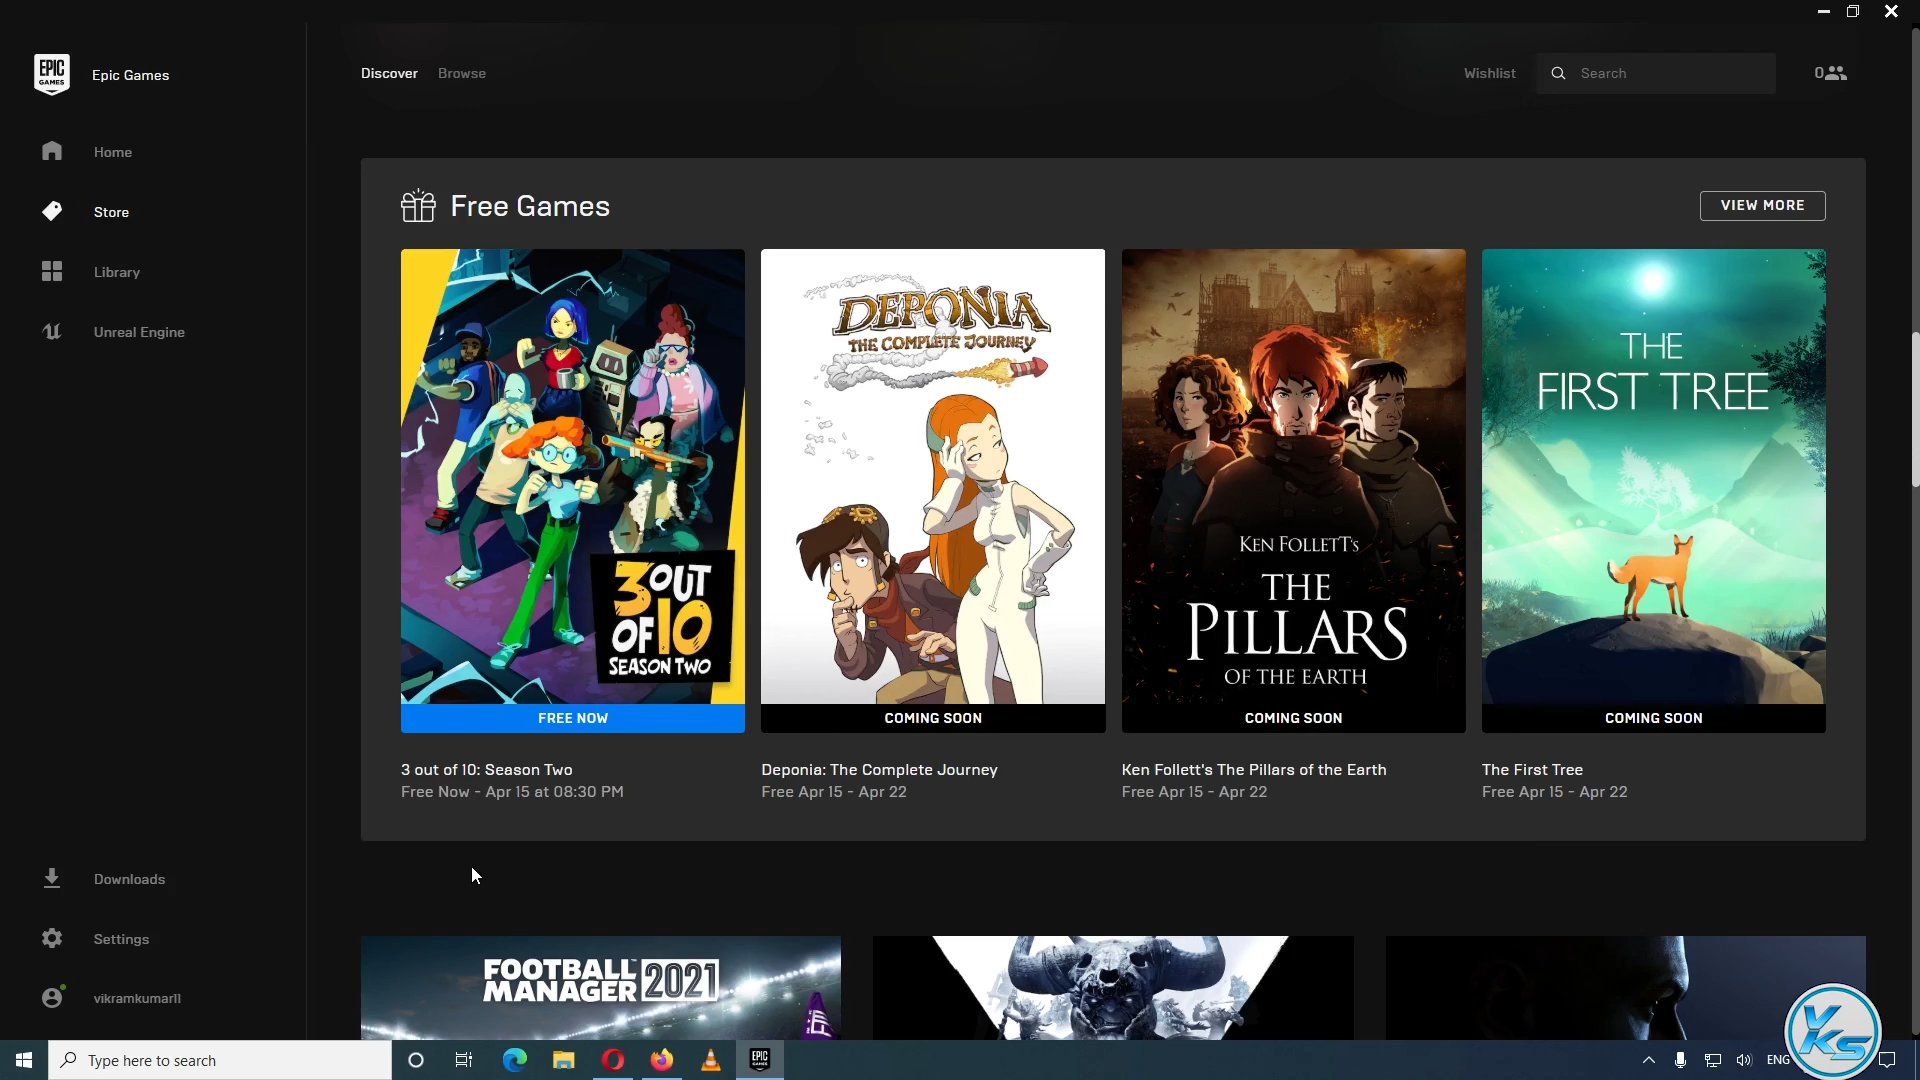 EPIC
GAMES
Epic Games
Discover
Browse
Wishlist
Search
0
Home
Store
Library
Unreal Engine
Free Games
VIEW MORE
3 OUT
OF 10
SEASON TWO
FREE NOW
3 out of 10: Season Two
Free Now - Apr 15 at 08:30 PM
DEPONIA
THE COMPLETE JOURNEY
COMING SOON
Deponia: The Complete Journey
Free Apr 15 - Apr 22
KEN FOLLETT'S
THE
PILLARS
OF THE EARTH
COMING SOON
Ken Follett's The Pillars of the Earth
Free Apr 15 - Apr 22
THE
FIRST TREE
COMING SOON
The First Tree
Free Apr 15 - Apr 22
Downloads
Settings
vikramkumar11
FOOTBALL
MANAGER 2021
Type here to search
EPIC
GAMES
ENG
VKS